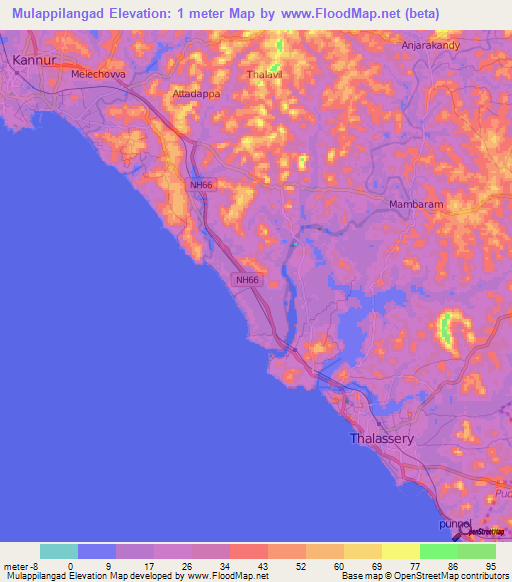 Mulappilangad Elevation: 1 meter Map by www.FloodMap.net (beta)
Anjarakandy
Kannur
Melechovva
Thalavil
Attadappa
NH66
Mambaram
NH66
Thalassery
punnol
OpenStreetMap
meter -8 0 9 17 26 34 43 52 60 69 77 86 95
Mulappilangad Elevation Map developed by www.FloodMap.net
Base map © OpenStreetMap contributors